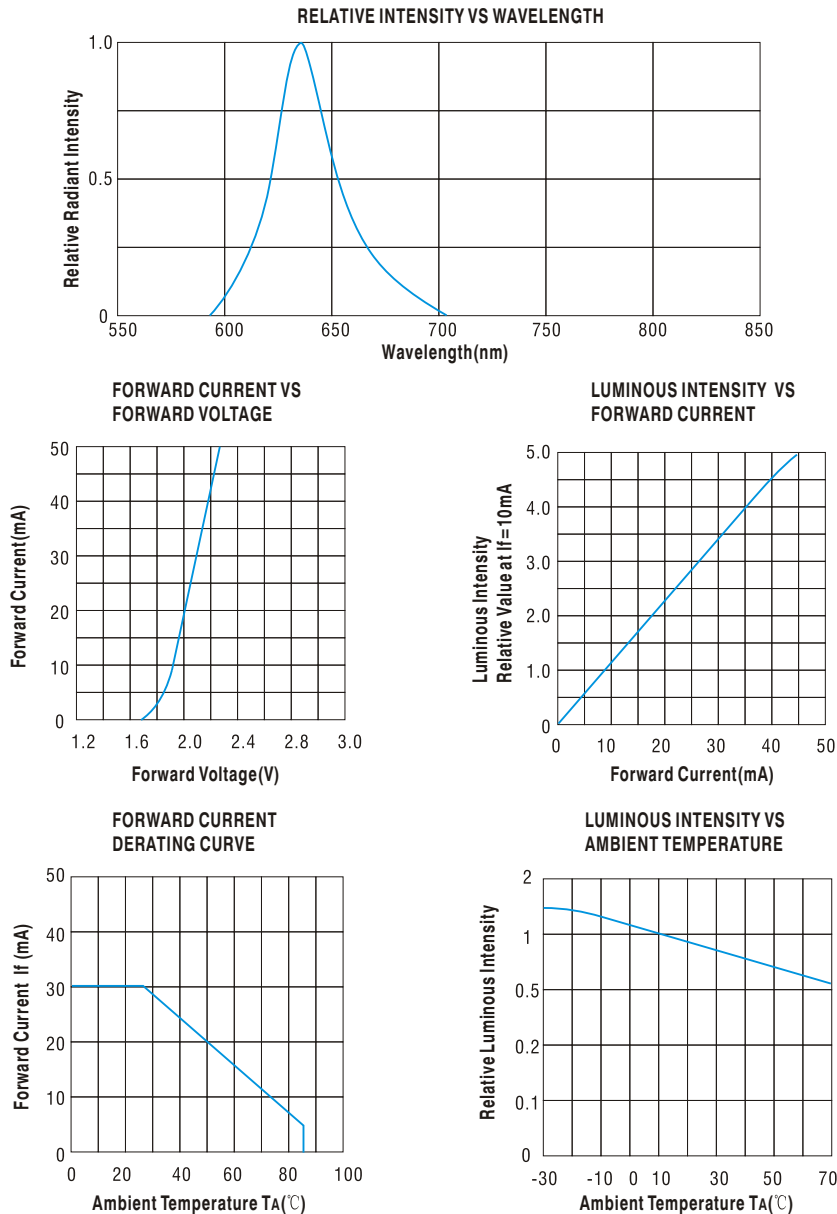 RELATIVE INTENSITY VS WAVELENGTH
1.0
0.5
0
Relative Radiant Intensity
550 600 650 700 750 800 850
Wavelength(nm)
FORWARD CURRENT VS
FORWARD VOLTAGE
50
40
30
20
10
0
Forward Current(mA)
1.2 1.6 2.0 2.4 2.8 3.0
Forward Voltage(V)
LUMINOUS INTENSITY VS
FORWARD CURRENT
5.0
4.0
3.0
2.0
1.0
0
Luminous Intensity
Relative Value at If=10mA
0 10 20 30 40 50
Forward Current(mA)
FORWARD CURRENT
DERATING CURVE
50
40
30
20
10
0
Forward Current If (mA)
0 20 40 60 80 100
Ambient Temperature TA(℃)
LUMINOUS INTENSITY VS
AMBIENT TEMPERATURE
2
1
0.5
0.2
0.1
0
Relative Luminous Intensity
-30 -10 0 10 30 50 70
Ambient Temperature TA(℃)